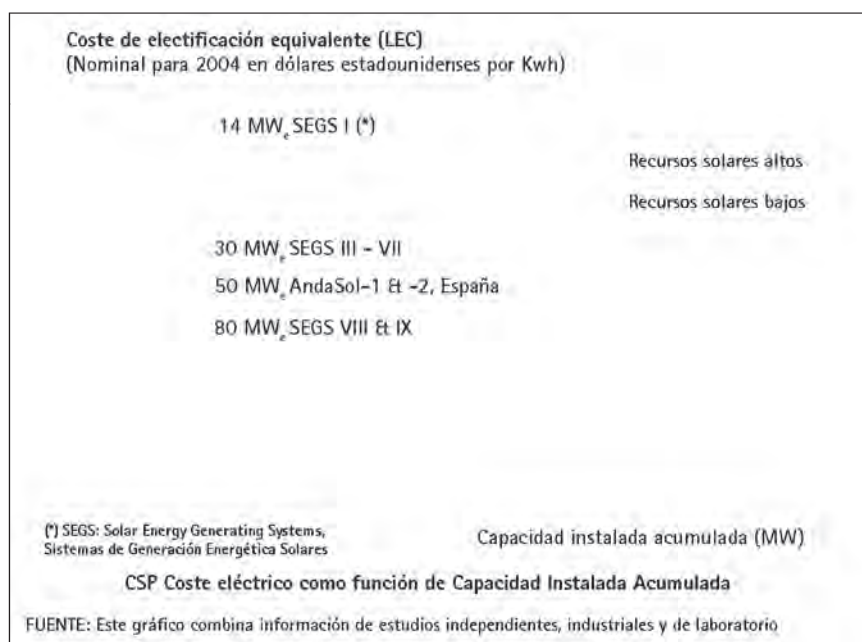 Coste de electificación equivalente (LEC)
(Nominal para 2004 en dólares estadounidenses por Kwh)
14 MWe SEGS I (*)
Recursos solares altos
Recursos solares bajos
30 MWe SEGS III - VII
50 MWe AndaSol-1 & -2, España
80 MWe SEGS VIII & IX
(*) SEGS: Solar Energy Generating Systems,
Sistemas de Generación Energética Solares
Capacidad instalada acumulada (MW)
CSP Coste eléctrico como función de Capacidad Instalada Acumulada
FUENTE: Este gráfico combina información de estudios independientes, industriales y de laboratorio